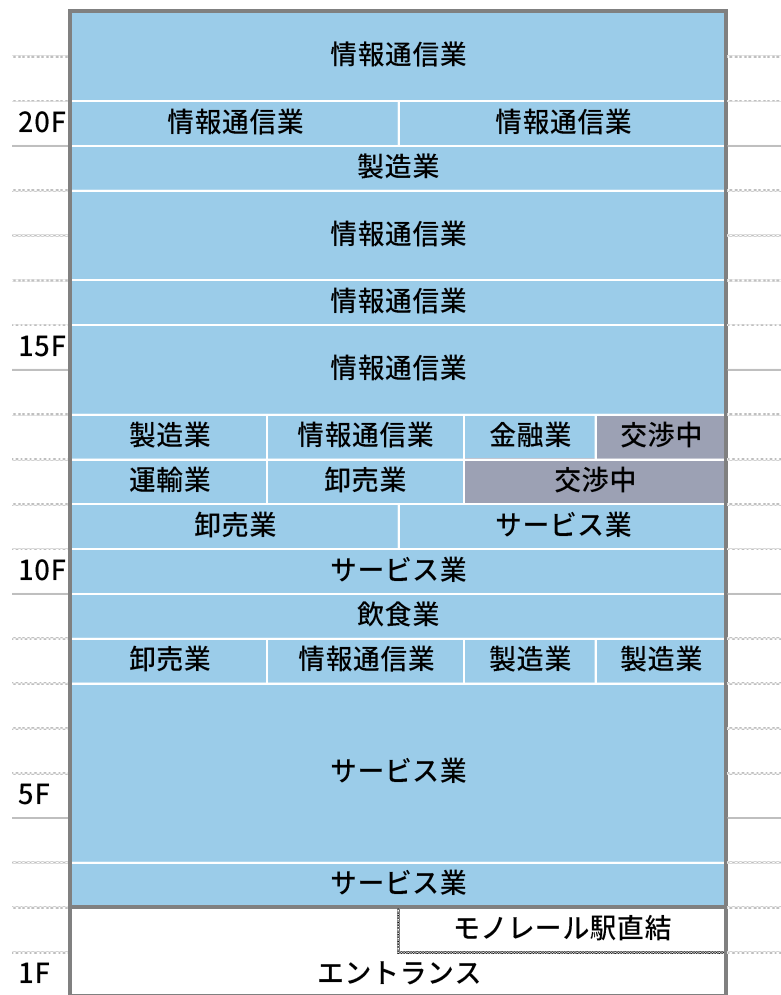 情報通信業
20F
情報通信業 情報通信業
製造業
情報通信業
情報通信業
15F
情報通信業
製造業 情報通信業 金融業 交渉中
運輸業 卸売業 交渉中
卸売業 サービス業
10F
サービス業
飲食業
卸売業 情報通信業 製造業 製造業
サービス業
5F
サービス業
モノレール駅直結
1F
エントランス